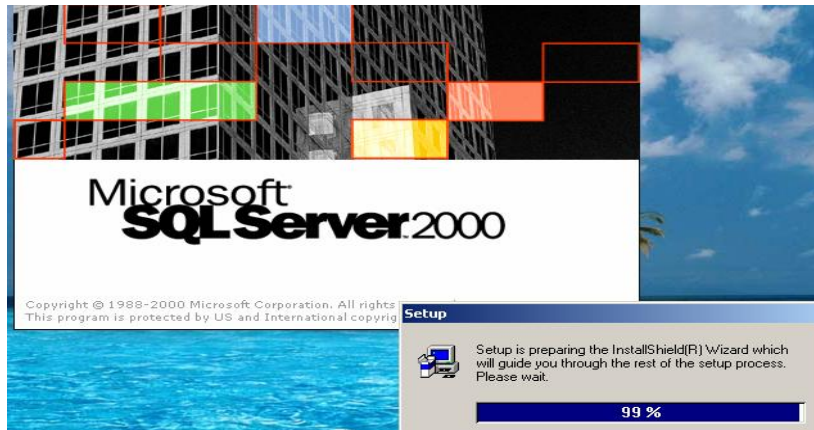 Microsoft
SQL Server 2000
Copyright © 1988-2000 Microsoft Corporation. All rights
This program is protected by US and International
Setup
Setup is preparing the InstallShield(R) Wizard which
will guide you through the rest of the setup process.
Please wait.
99 %